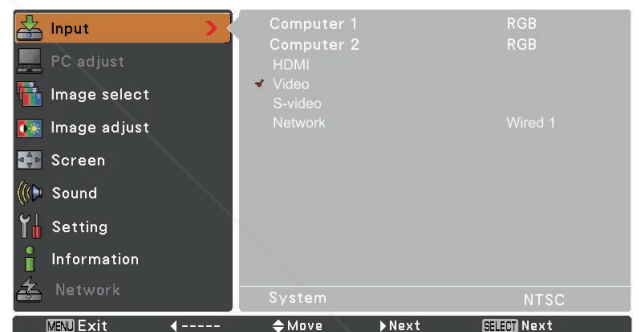 Input
PC adjust
Image select
Image adjust
Screen
Sound
Setting
Information
Network
Computer 1 RGB
Computer 2 RGB
HDMI
Video
S-video
Network Wired 1
System NTSC
MENU Exit ----- Move Next SELECT Next